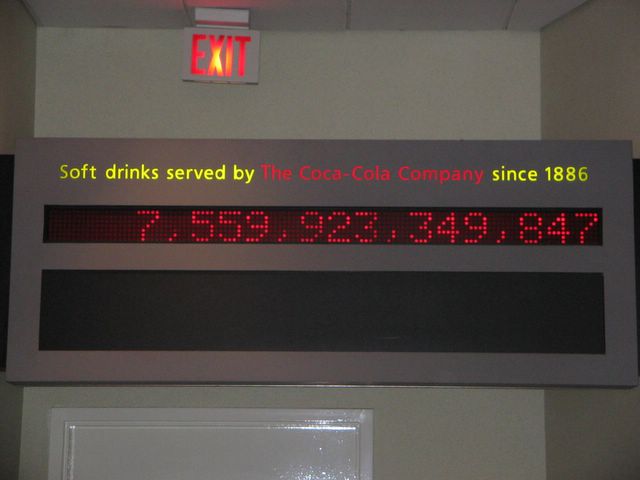 EXIT
Soft drinks served by The Coca-Cola Company since 1886
7,559,923,349,847